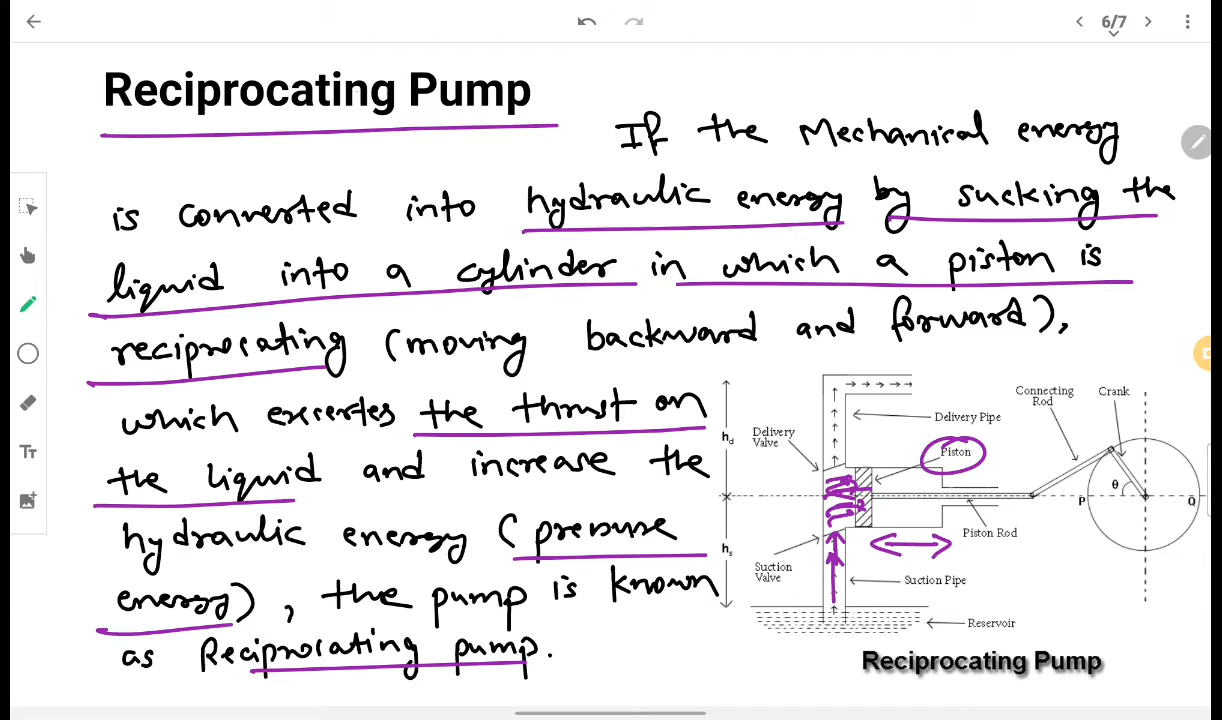 6/7
Reciprocating Pump
If the Mechanical energy
is converted into hydraulic energy by sucking the
liquid into a cylinder in which a piston is
reciprocating (moving backward and forward),
which excertes the thrust on
the liquid and increase the
hydraulic energy (pressure
energy), the pump is known
as Reciprocating pump.
Connecting
Rod
Crank
Delivery Pipe
Delivery
Valve
hd
Piston
θ
P
Q
Piston Rod
hs
Suction
Valve
Suction Pipe
Reservoir
Reciprocating Pump
Tт